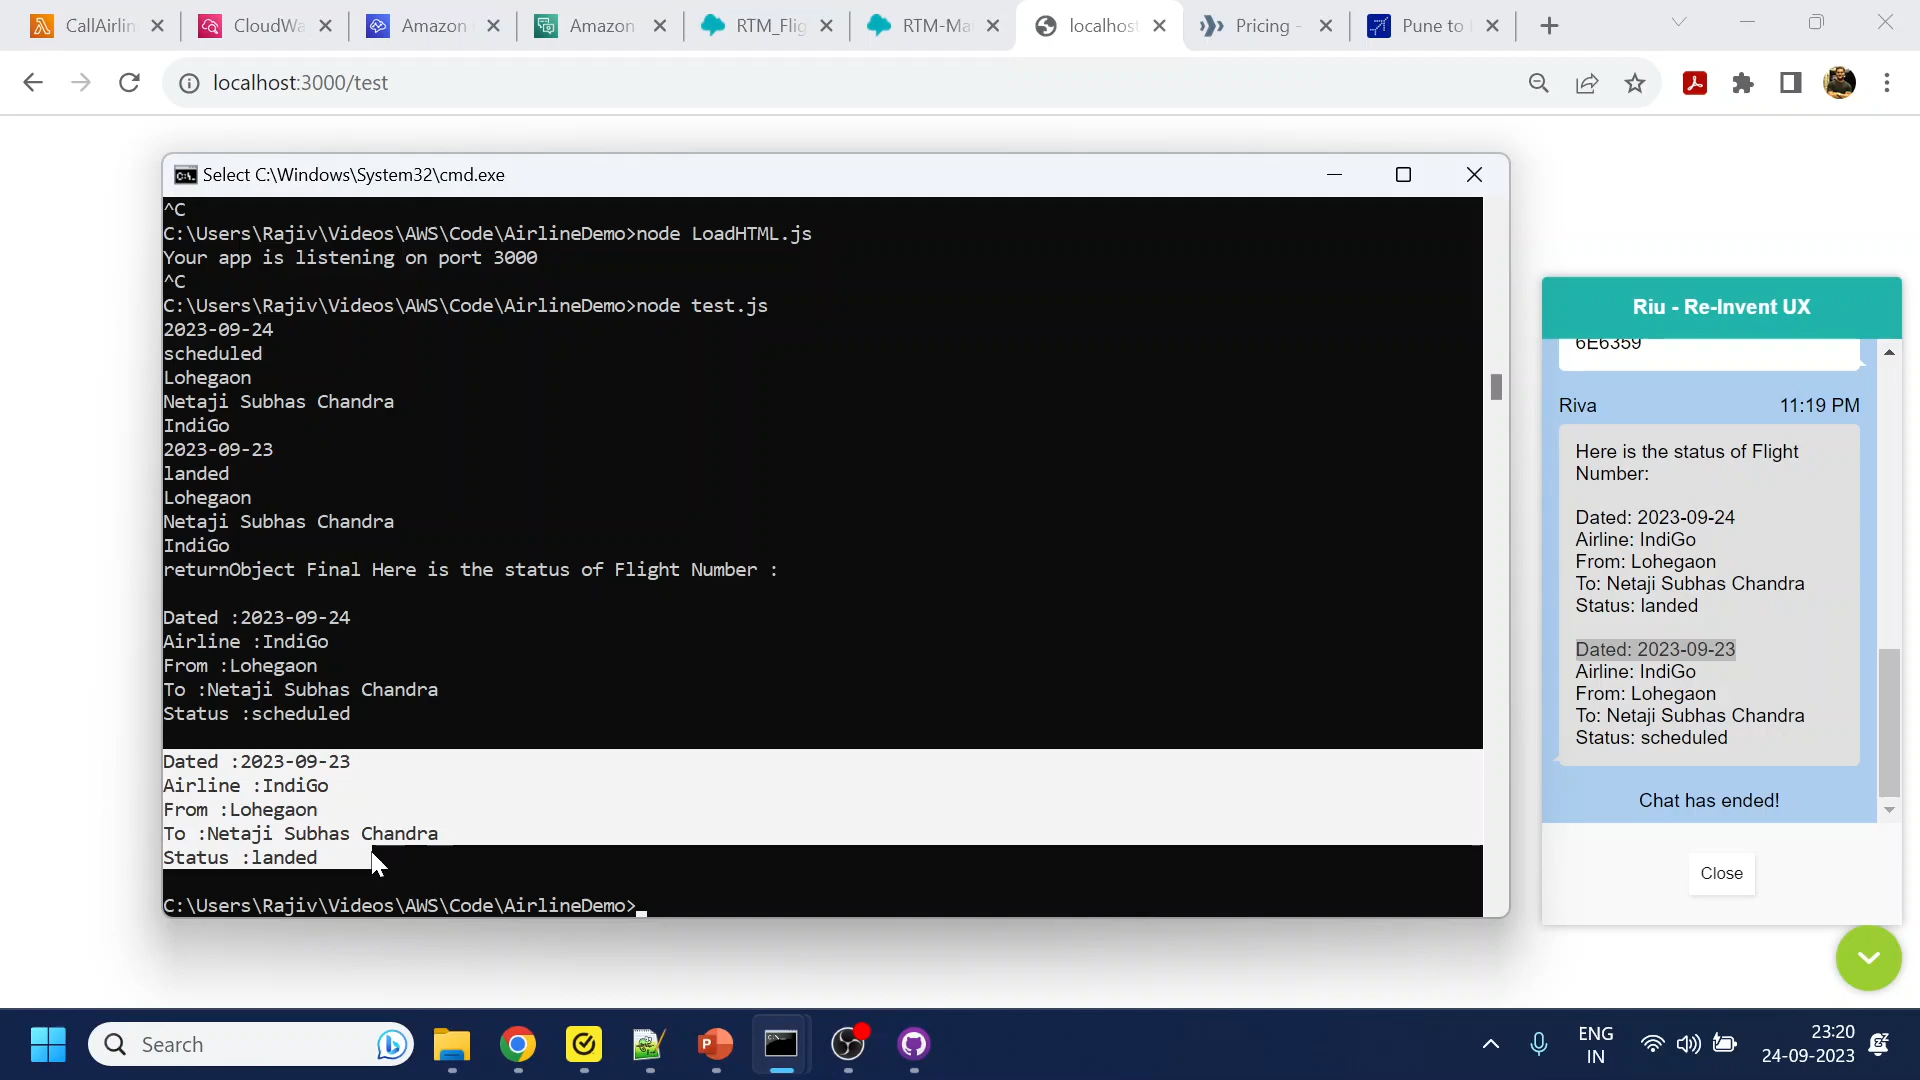 CallAirlin
CloudWa
Amazon
Amazon
RTM_Flig
RTM-Mai
localhost
Pricing -
Pune to
localhost:3000/test
Select C:\Windows\System32\cmd.exe
^C
C:\Users\Rajiv\Videos\AWS\Code\AirlineDemo>node LoadHTML.js
Your app is listening on port 3000
^C
C:\Users\Rajiv\Videos\AWS\Code\AirlineDemo>node test.js
2023-09-24
scheduled
Lohegaon
Netaji Subhas Chandra
IndiGo
2023-09-23
landed
Lohegaon
Netaji Subhas Chandra
IndiGo
returnObject Final Here is the status of Flight Number :
Dated :2023-09-24
Airline :IndiGo
From :Lohegaon
To :Netaji Subhas Chandra
Status :scheduled
Dated :2023-09-23
Airline :IndiGo
From :Lohegaon
To :Netaji Subhas Chandra
Status :landed
C:\Users\Rajiv\Videos\AWS\Code\AirlineDemo>
Riu - Re-Invent UX
6E6359
Riva 11:19 PM
Here is the status of Flight
Number:
Dated: 2023-09-24
Airline: IndiGo
From: Lohegaon
To: Netaji Subhas Chandra
Status: landed
Dated: 2023-09-23
Airline: IndiGo
From: Lohegaon
To: Netaji Subhas Chandra
Status: scheduled
Chat has ended!
Close
Search
ENG
IN
23:20
24-09-2023